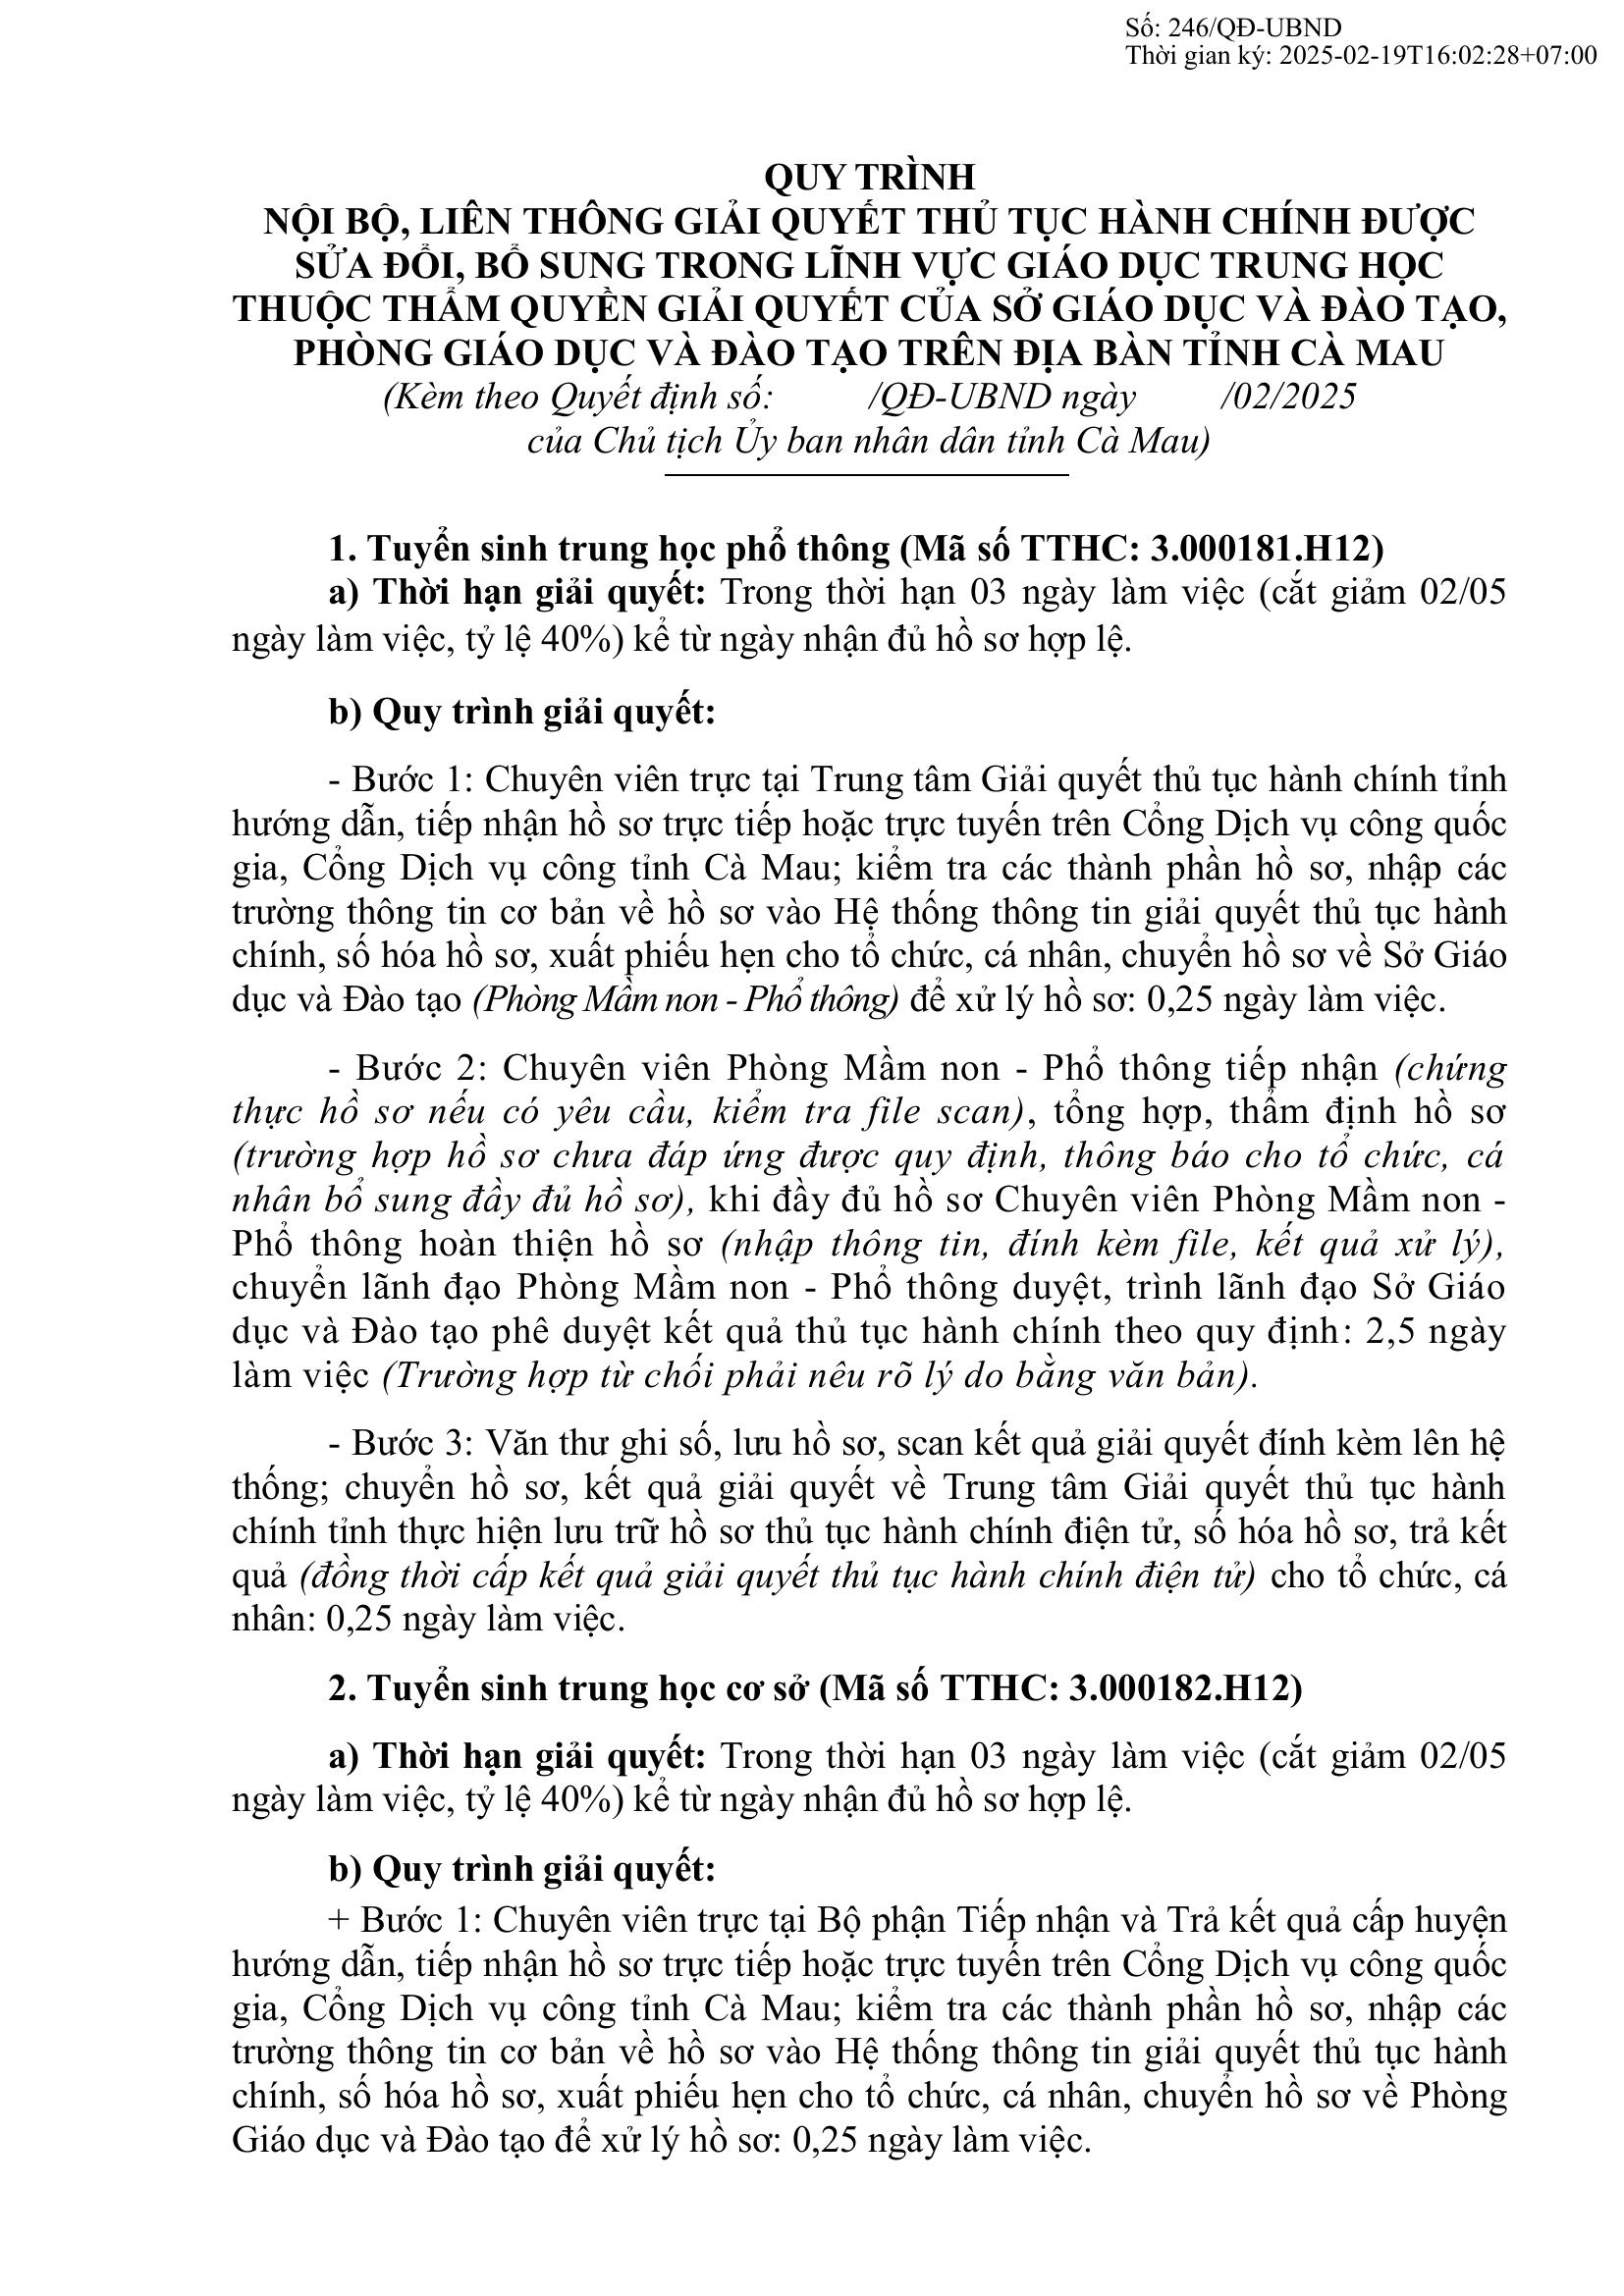 Số: 246/QĐ-UBND
Thời gian ký: 2025-02-19T16:02:28+07:00
QUY TRÌNH
NỘI BỘ, LIÊN THÔNG GIẢI QUYẾT THỦ TỤC HÀNH CHÍNH ĐƯỢC
SỬA ĐỔI, BỔ SUNG TRONG LĨNH VỰC GIÁO DỤC TRUNG HỌC
THUỘC THẨM QUYỀN GIẢI QUYẾT CỦA SỞ GIÁO DỤC VÀ ĐÀO TẠO,
PHÒNG GIÁO DỤC VÀ ĐÀO TẠO TRÊN ĐỊA BÀN TỈNH CÀ MAU
(Kèm theo Quyết định số: /QĐ-UBND ngày /02/2025
của Chủ tịch Ủy ban nhân dân tỉnh Cà Mau)
1. Tuyển sinh trung học phổ thông (Mã số TTHC: 3.000181.H12)
a) Thời hạn giải quyết: Trong thời hạn 03 ngày làm việc (cắt giảm 02/05
ngày làm việc, tỷ lệ 40%) kể từ ngày nhận đủ hồ sơ hợp lệ.
b) Quy trình giải quyết:
- Bước 1: Chuyên viên trực tại Trung tâm Giải quyết thủ tục hành chính tỉnh
hướng dẫn, tiếp nhận hồ sơ trực tiếp hoặc trực tuyến trên Cổng Dịch vụ công quốc
gia, Cổng Dịch vụ công tỉnh Cà Mau; kiểm tra các thành phần hồ sơ, nhập các
trường thông tin cơ bản về hồ sơ vào Hệ thống thông tin giải quyết thủ tục hành
chính, số hóa hồ sơ, xuất phiếu hẹn cho tổ chức, cá nhân, chuyển hồ sơ về Sở Giáo
dục và Đào tạo (Phòng Mầm non - Phổ thông) để xử lý hồ sơ: 0,25 ngày làm việc.
- Bước 2: Chuyên viên Phòng Mầm non - Phổ thông tiếp nhận (chứng
thực hồ sơ nếu có yêu cầu, kiểm tra file scan), tổng hợp, thẩm định hồ sơ
(trường hợp hồ sơ chưa đáp ứng được quy định, thông báo cho tổ chức, cá
nhân bổ sung đầy đủ hồ sơ), khi đầy đủ hồ sơ Chuyên viên Phòng Mầm non -
Phổ thông hoàn thiện hồ sơ (nhập thông tin, đính kèm file, kết quả xử lý),
chuyển lãnh đạo Phòng Mầm non - Phổ thông duyệt, trình lãnh đạo Sở Giáo
dục và Đào tạo phê duyệt kết quả thủ tục hành chính theo quy định: 2,5 ngày
làm việc (Trường hợp từ chối phải nêu rõ lý do bằng văn bản).
- Bước 3: Văn thư ghi số, lưu hồ sơ, scan kết quả giải quyết đính kèm lên hệ
thống; chuyển hồ sơ, kết quả giải quyết về Trung tâm Giải quyết thủ tục hành
chính tỉnh thực hiện lưu trữ hồ sơ thủ tục hành chính điện tử, số hóa hồ sơ, trả kết
quả (đồng thời cấp kết quả giải quyết thủ tục hành chính điện tử) cho tổ chức, cá
nhân: 0,25 ngày làm việc.
2. Tuyển sinh trung học cơ sở (Mã số TTHC: 3.000182.H12)
a) Thời hạn giải quyết: Trong thời hạn 03 ngày làm việc (cắt giảm 02/05
ngày làm việc, tỷ lệ 40%) kể từ ngày nhận đủ hồ sơ hợp lệ.
b) Quy trình giải quyết:
+ Bước 1: Chuyên viên trực tại Bộ phận Tiếp nhận và Trả kết quả cấp huyện
hướng dẫn, tiếp nhận hồ sơ trực tiếp hoặc trực tuyến trên Cổng Dịch vụ công quốc
gia, Cổng Dịch vụ công tỉnh Cà Mau; kiểm tra các thành phần hồ sơ, nhập các
trường thông tin cơ bản về hồ sơ vào Hệ thống thông tin giải quyết thủ tục hành
chính, số hóa hồ sơ, xuất phiếu hẹn cho tổ chức, cá nhân, chuyển hồ sơ về Phòng
Giáo dục và Đào tạo để xử lý hồ sơ: 0,25 ngày làm việc.